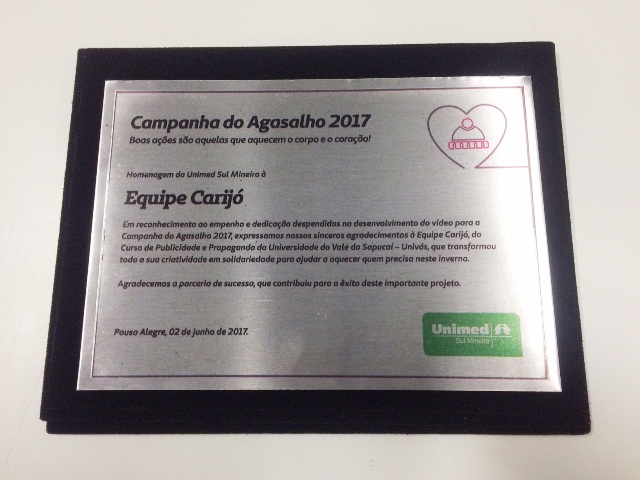 Campanha do Agasalho 2017
Boas ações são aquelas que aquecem o corpo e o coração!
Homenagem da Unimed Sul Mineira à
Equipe Carijó
Em reconhecimento ao empenho e dedicação despendidos no desenvolvimento do vídeo para a
Campanha do Agasalho 2017, expressamos nossos sinceros agradecimentos à Equipe Carijó, do
Curso de Publicidade e Propaganda da Universidade do Vale do Sapucaí – Univás, que transformou
toda a sua criatividade em solidariedade para ajudar a aquecer quem precisa neste inverno.
Agradecemos a parceria de sucesso, que contribuiu para o êxito deste importante projeto.
Pouso Alegre, 02 de junho de 2017.
Unimed
Sul Mineira